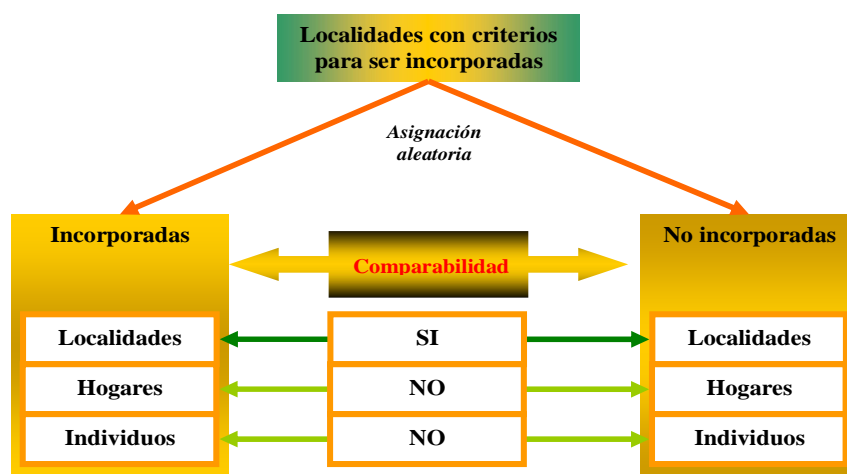 Localidades con criterios
para ser incorporadas
Asignación
aleatoria
Incorporadas
Comparabilidad
No incorporadas
Localidades
SI
Localidades
Hogares
NO
Hogares
Individuos
NO
Individuos